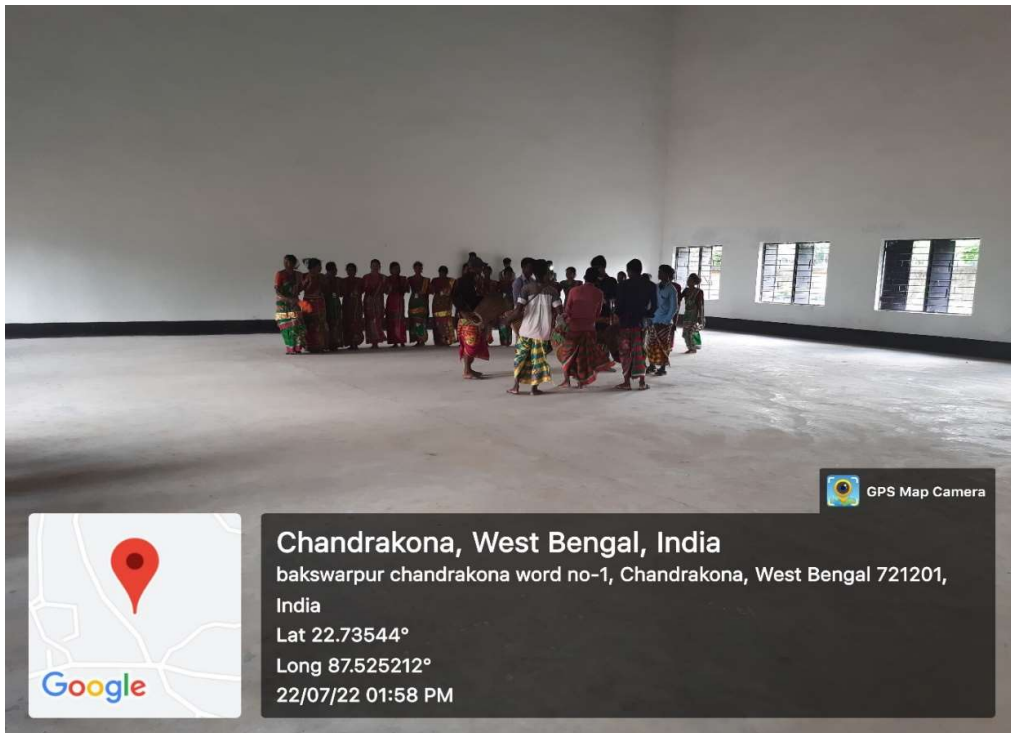 GPS Map Camera
Chandrakona, West Bengal, India
bakswarpur chandrakona word no-1, Chandrakona, West Bengal 721201,
India
Lat 22.73544°
Long 87.525212°
22/07/22 01:58 PM
Google